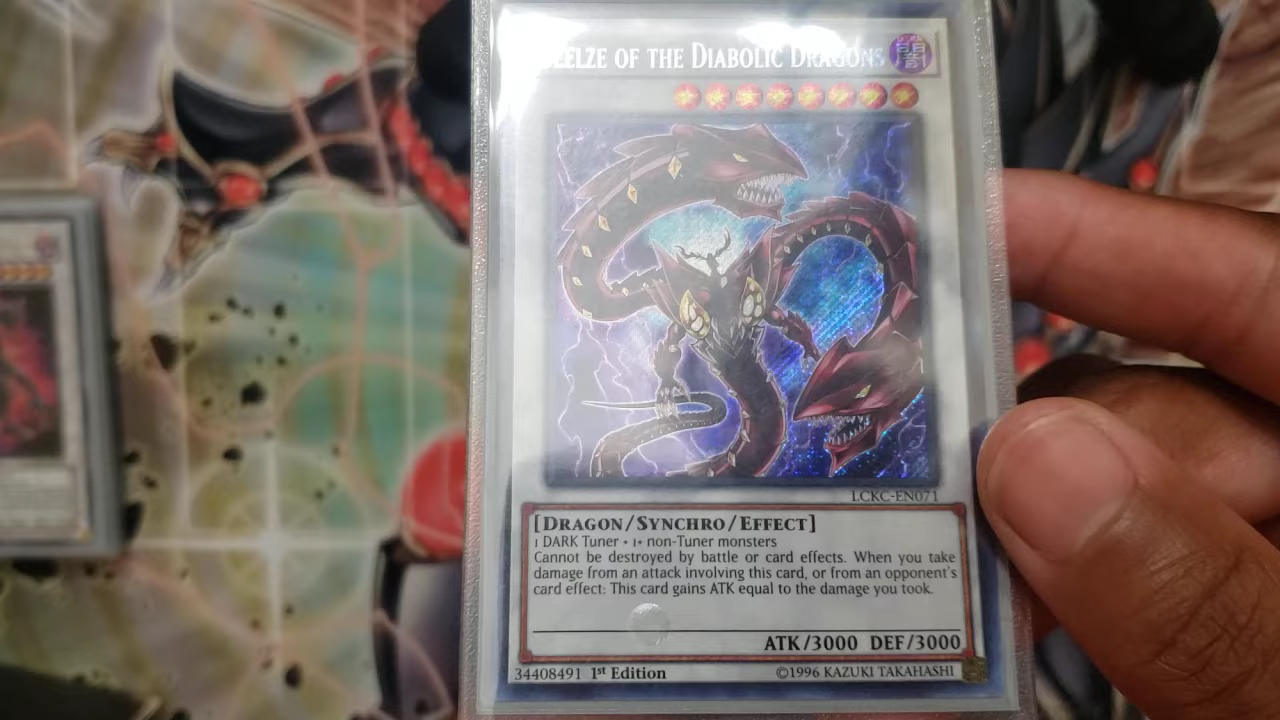 OF THE DIABOLIC DRAGONS 闇
LCKC-EN071
[DRAGON/SYNCHRO/EFFECT]
1 DARK Tuner + 1+ non-Tuner monsters
Cannot be destroyed by battle or card effects. When you take
damage from an attack involving this card, or from an opponent's
card effect: This card gains ATK equal to the damage you took.
ATK/3000 DEF/3000
34408491 1st Edition ©1996 KAZUKI TAKAHASHI